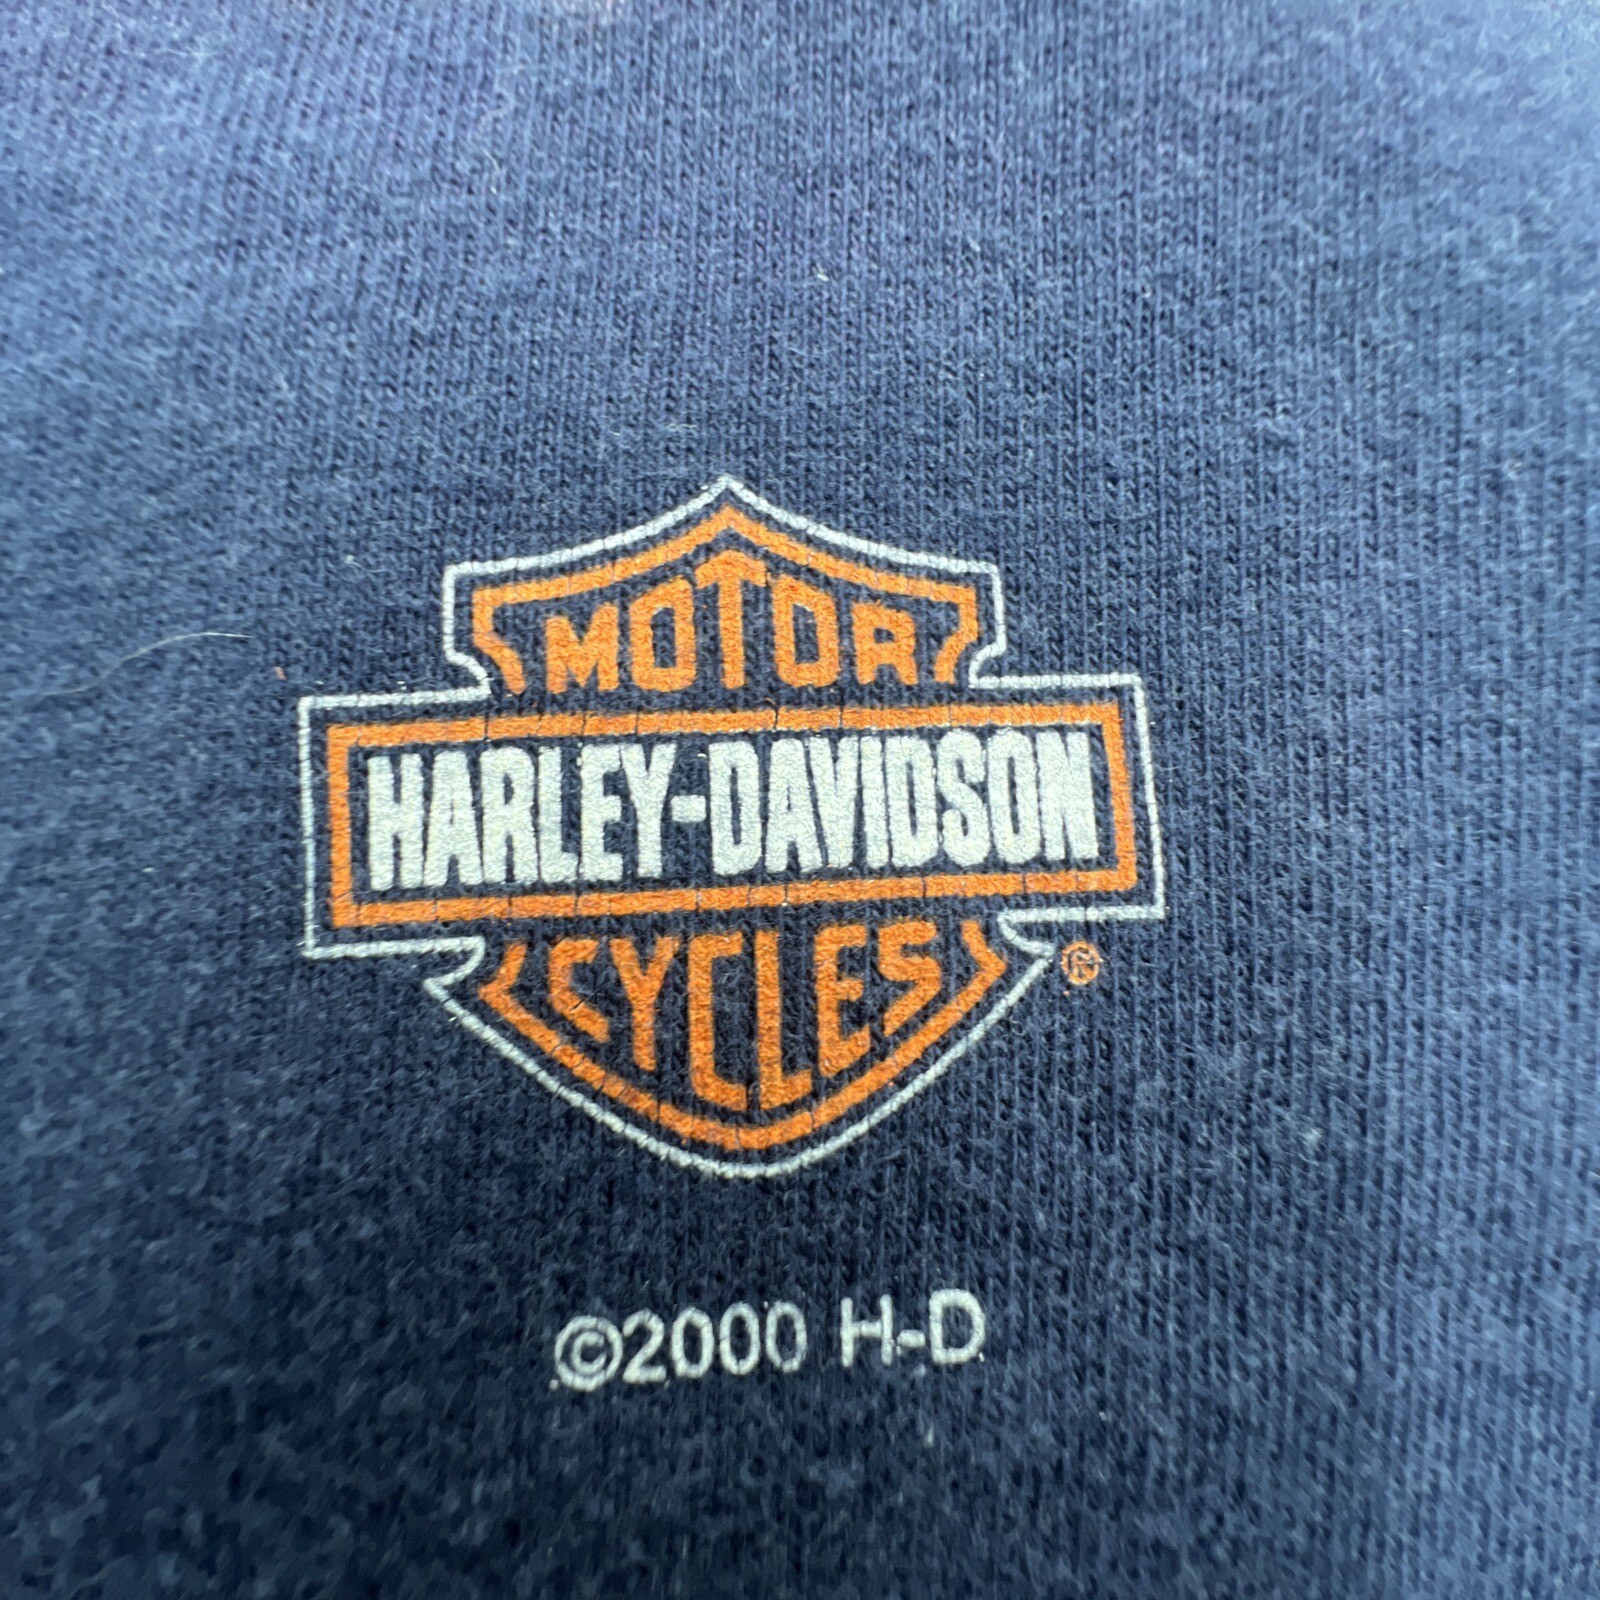 MOTOR
HARLEY-DAVIDSON
CYCLES
®
©2000 H-D